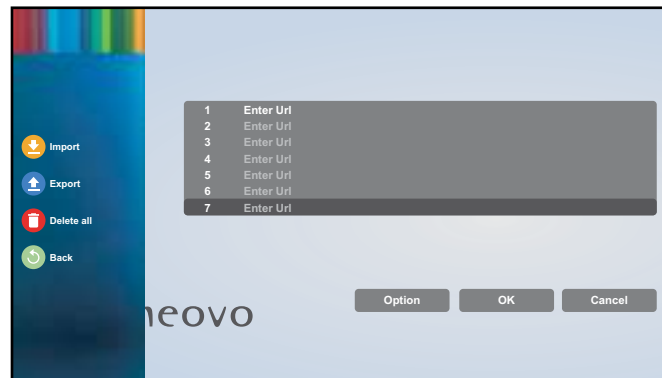 Import
Export
Delete all
Back
1 Enter Url
2 Enter Url
3 Enter Url
4 Enter Url
5 Enter Url
6 Enter Url
7 Enter Url
Option OK Cancel
neovo